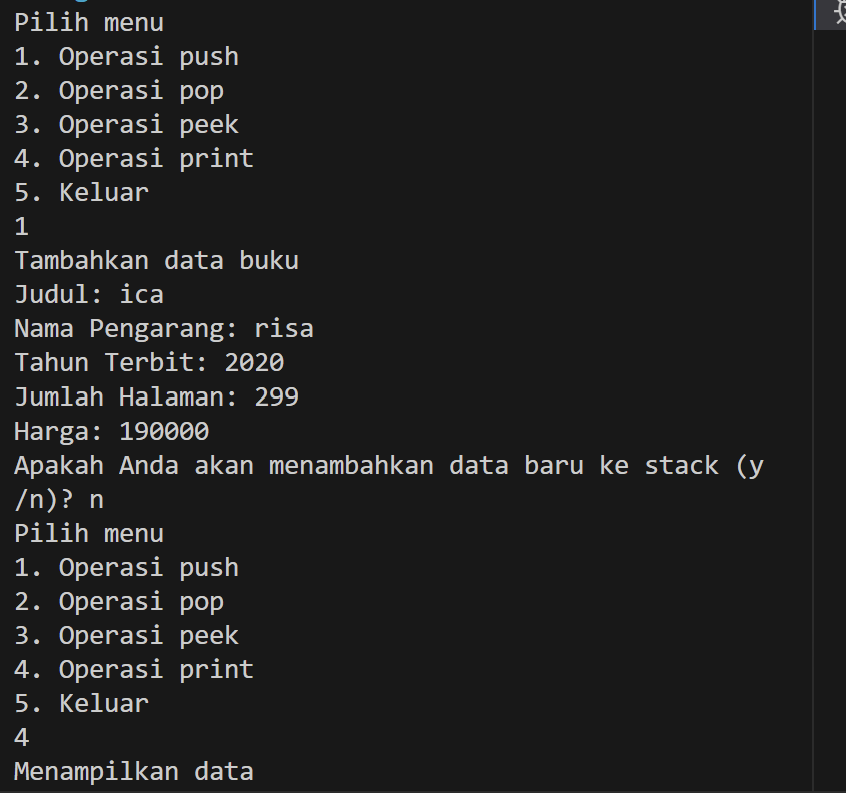 Pilih menu
1. Operasi push
2. Operasi pop
3. Operasi peek
4. Operasi print
5. Keluar
1
Tambahkan data buku
Judul: ica
Nama Pengarang: risa
Tahun Terbit: 2020
Jumlah Halaman: 299
Harga: 190000
Apakah Anda akan menambahkan data baru ke stack (y
/n)? n
Pilih menu
1. Operasi push
2. Operasi pop
3. Operasi peek
4. Operasi print
5. Keluar
4
Menampilkan data